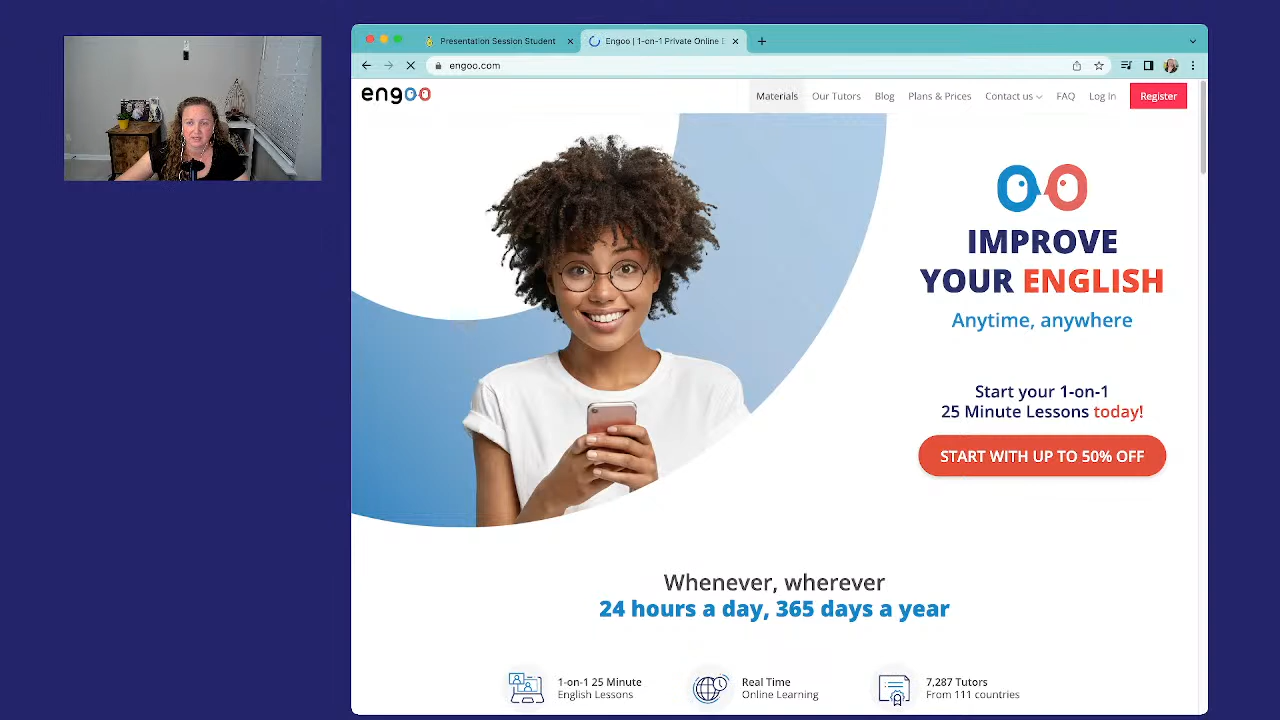 Presentation Session Student
Engoo | 1-on-1 Private Online E
engoo.com
engoo
Materials
Our Tutors
Blog
Plans & Prices
Contact us
FAQ
Log In
Register
IMPROVE
YOUR ENGLISH
Anytime, anywhere
Start your 1-on-1
25 Minute Lessons today!
START WITH UP TO 50% OFF
Whenever, wherever
24 hours a day, 365 days a year
1-on-1 25 Minute
English Lessons
Real Time
Online Learning
7,287 Tutors
From 111 countries